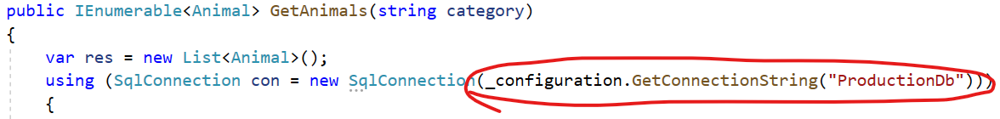 public IEnumerable<Animal> GetAnimals(string category)
{
var res = new List<Animal>();
using (SqlConnection con = new SqlConnection(_configuration.GetConnectionString("ProductionDb")))
{